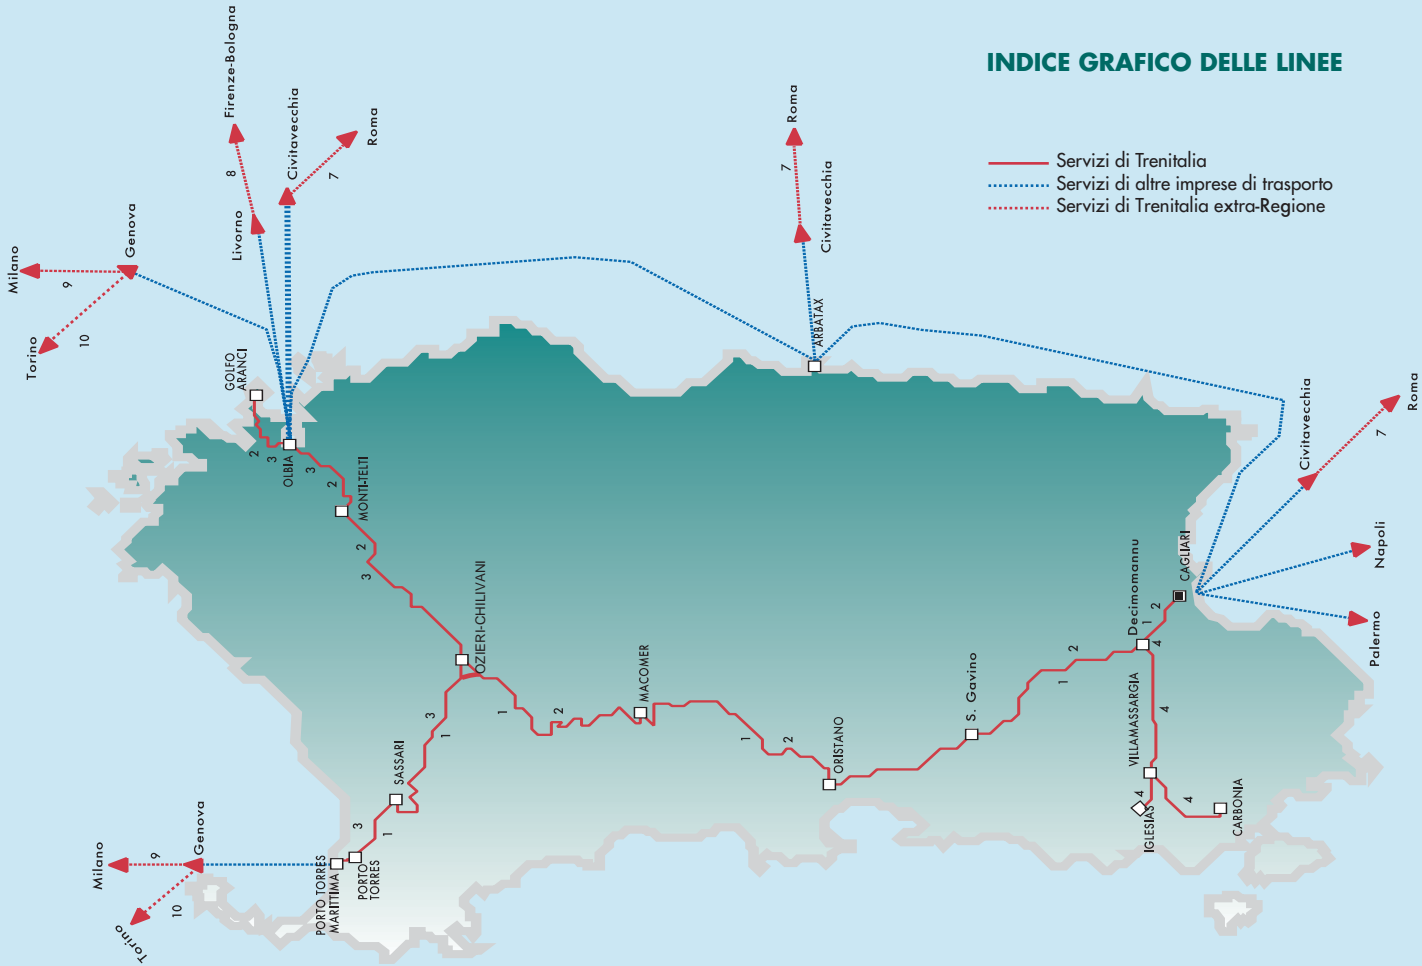 INDICE GRAFICO DELLE LINEE
Servizi di Trenitalia
Servizi di altre imprese di trasporto
Servizi di Trenitalia extra-Regione
Milano
9
Genova
Torino
10
Firenze-Bologna
8
Livorno
Civitavecchia
7
Roma
Roma
7
Civitavecchia
ARBATAX
GOLFO
ARANCI
2
3
OLBIA
3
2
MONTI-TELTI
2
3
OZIERI-CHILIVANI
3
1
SASSARI
3
1
PORTO TORRES
MARITTIMA
PORTO
TORRES
Milano
9
Genova
10
Torino
1
2
MACOMER
1
2
ORISTANO
S. Gavino
2
1
Decimomannu
1
2
4
CAGLIARI
VILLAMASSARGIA
4
4
IGLESIAS
4
CARBONIA
Civitavecchia
7
Roma
Napoli
Palermo